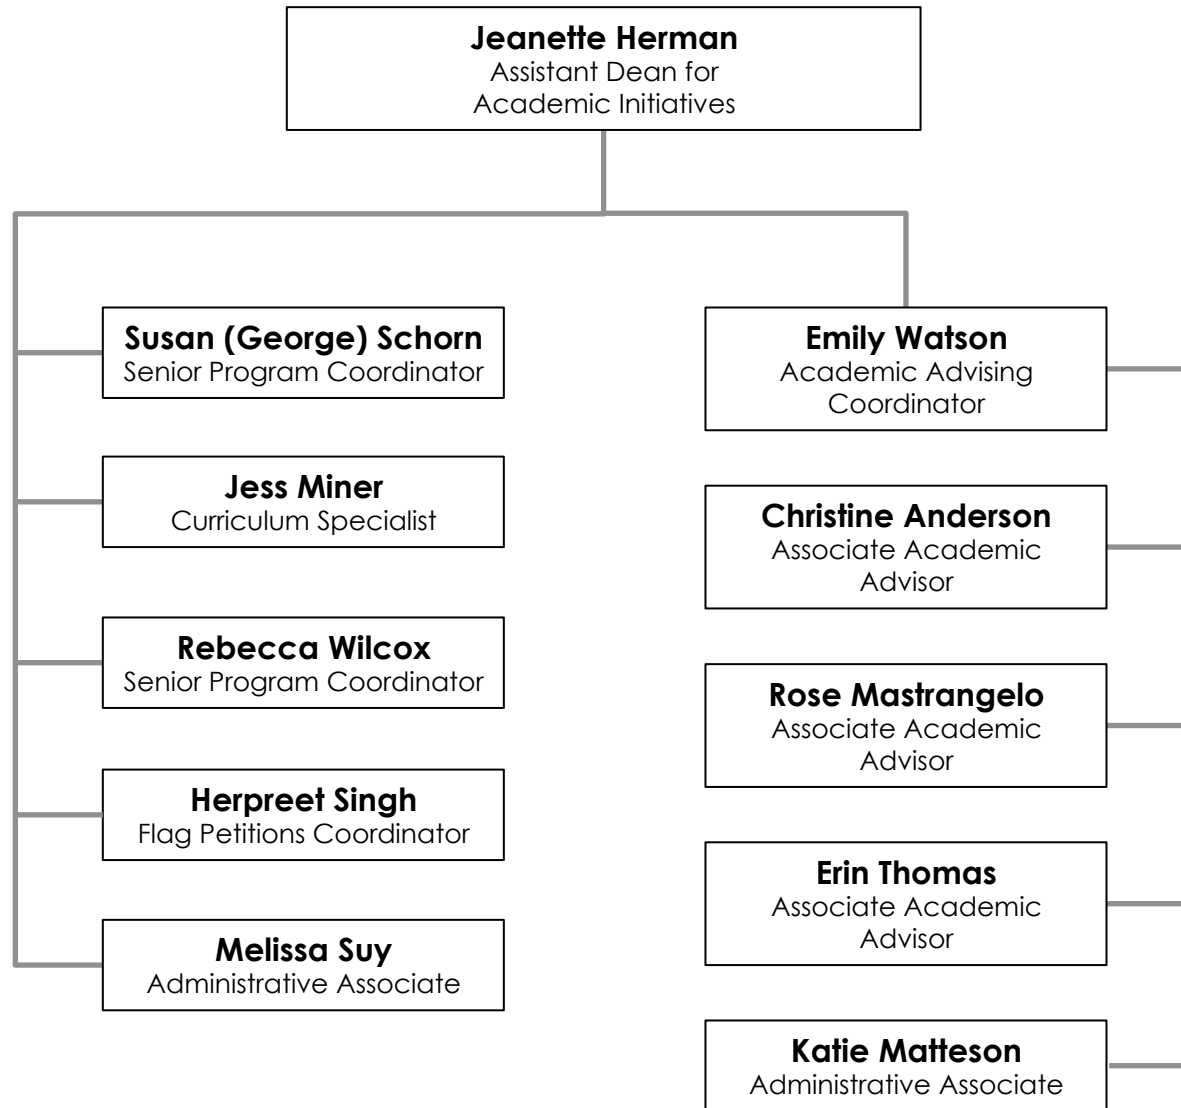 Jeanette Herman
Assistant Dean for
Academic Initiatives
Susan (George) Schorn
Senior Program Coordinator
Jess Miner
Curriculum Specialist
Rebecca Wilcox
Senior Program Coordinator
Herpreet Singh
Flag Petitions Coordinator
Melissa Suy
Administrative Associate
Emily Watson
Academic Advising
Coordinator
Christine Anderson
Associate Academic
Advisor
Rose Mastrangelo
Associate Academic
Advisor
Erin Thomas
Associate Academic
Advisor
Katie Matteson
Administrative Associate